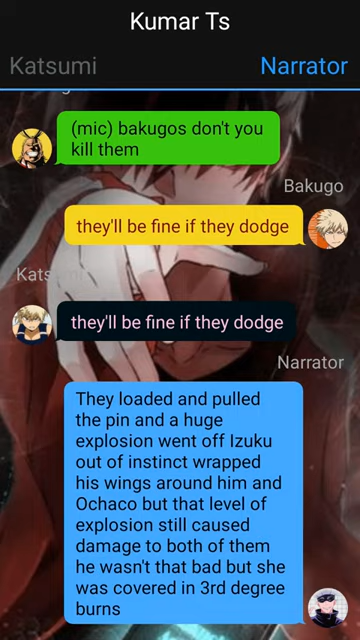 Kumar Ts
Katsumi
Narrator
(mic) bakugos don't you
kill them
Bakugo
they'll be fine if they dodge
they'll be fine if they dodge
Narrator
They loaded and pulled
the pin and a huge
explosion went off Izuku
out of instinct wrapped
his wings around him and
Ochaco but that level of
explosion still caused
damage to both of them
he wasn't that bad but she
was covered in 3rd degree
burns